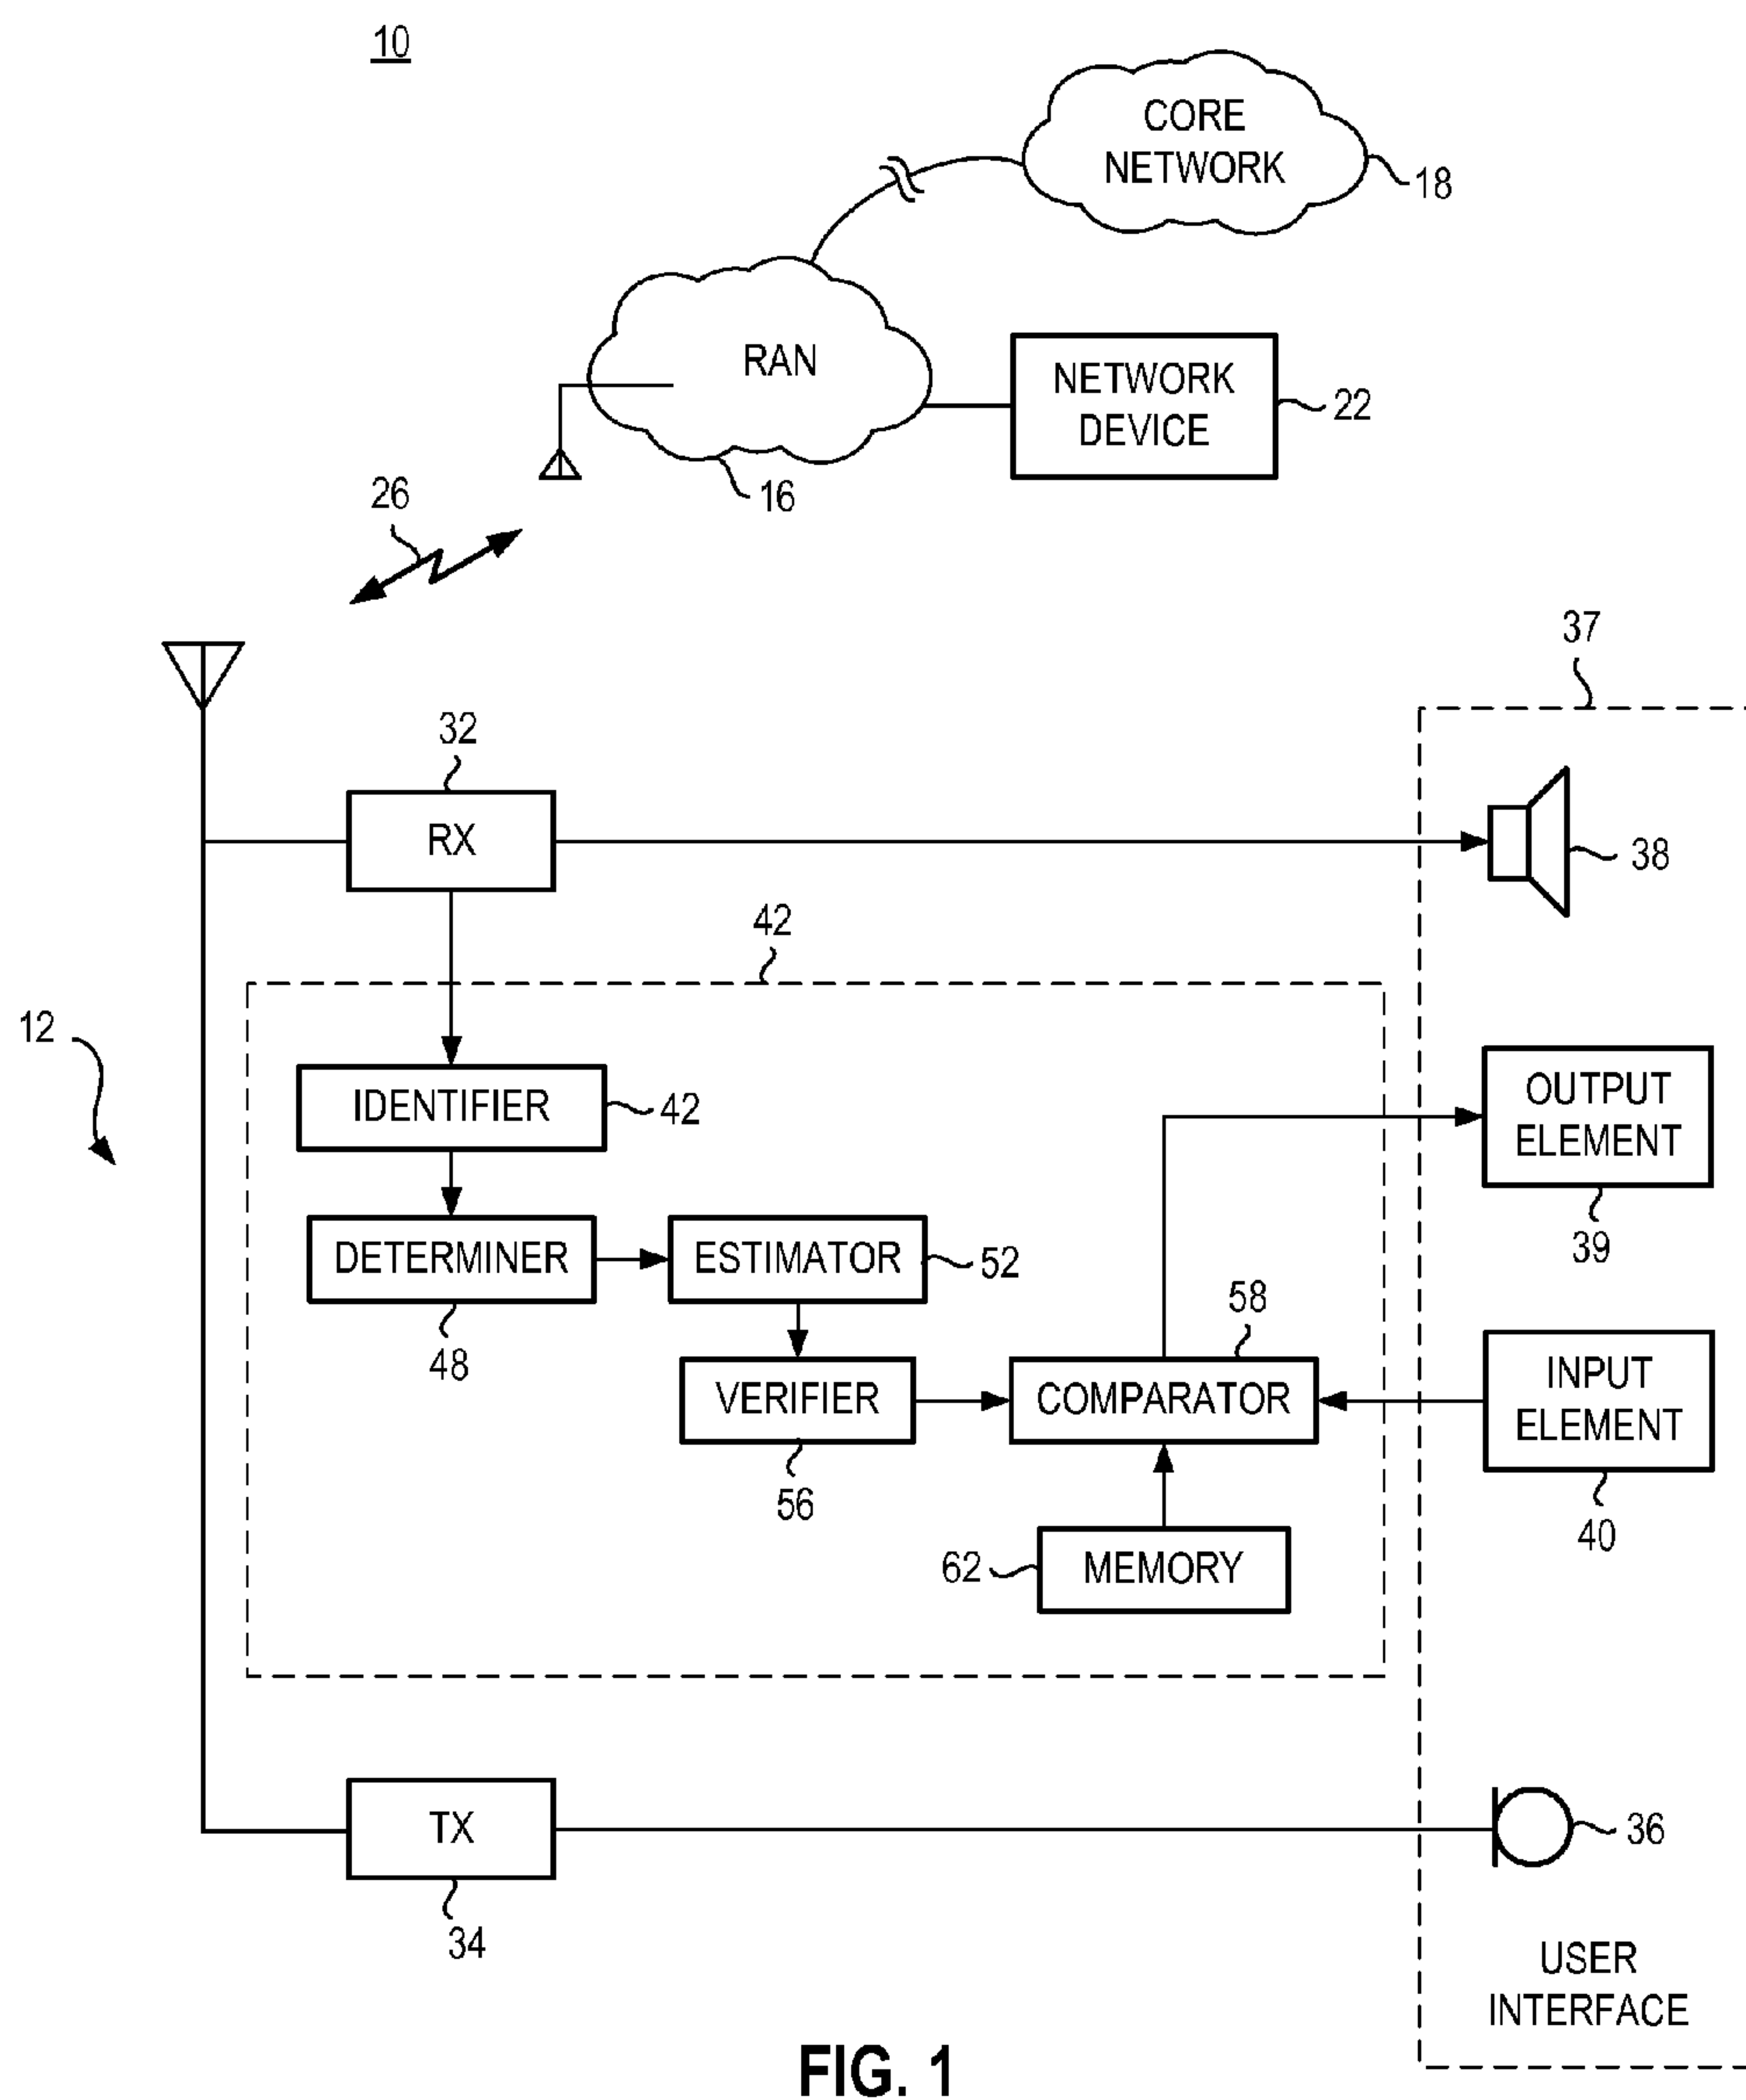 10
CORE
NETWORK
18
RAN
NETWORK
DEVICE
22
16
26
37
32
RX
38
42
12
IDENTIFIER
42
OUTPUT
ELEMENT
39
DETERMINER
ESTIMATOR
52
48
58
VERIFIER
COMPARATOR
INPUT
ELEMENT
56
40
62
MEMORY
TX
36
34
USER
INTERFACE
FIG. 1